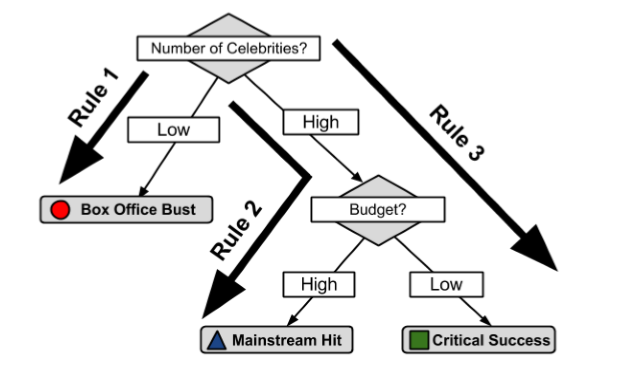 Number of Celebrities?
Rule 1
Low
High
Rule 3
Box Office Bust
Rule 2
Budget?
High
Low
Mainstream Hit
Critical Success